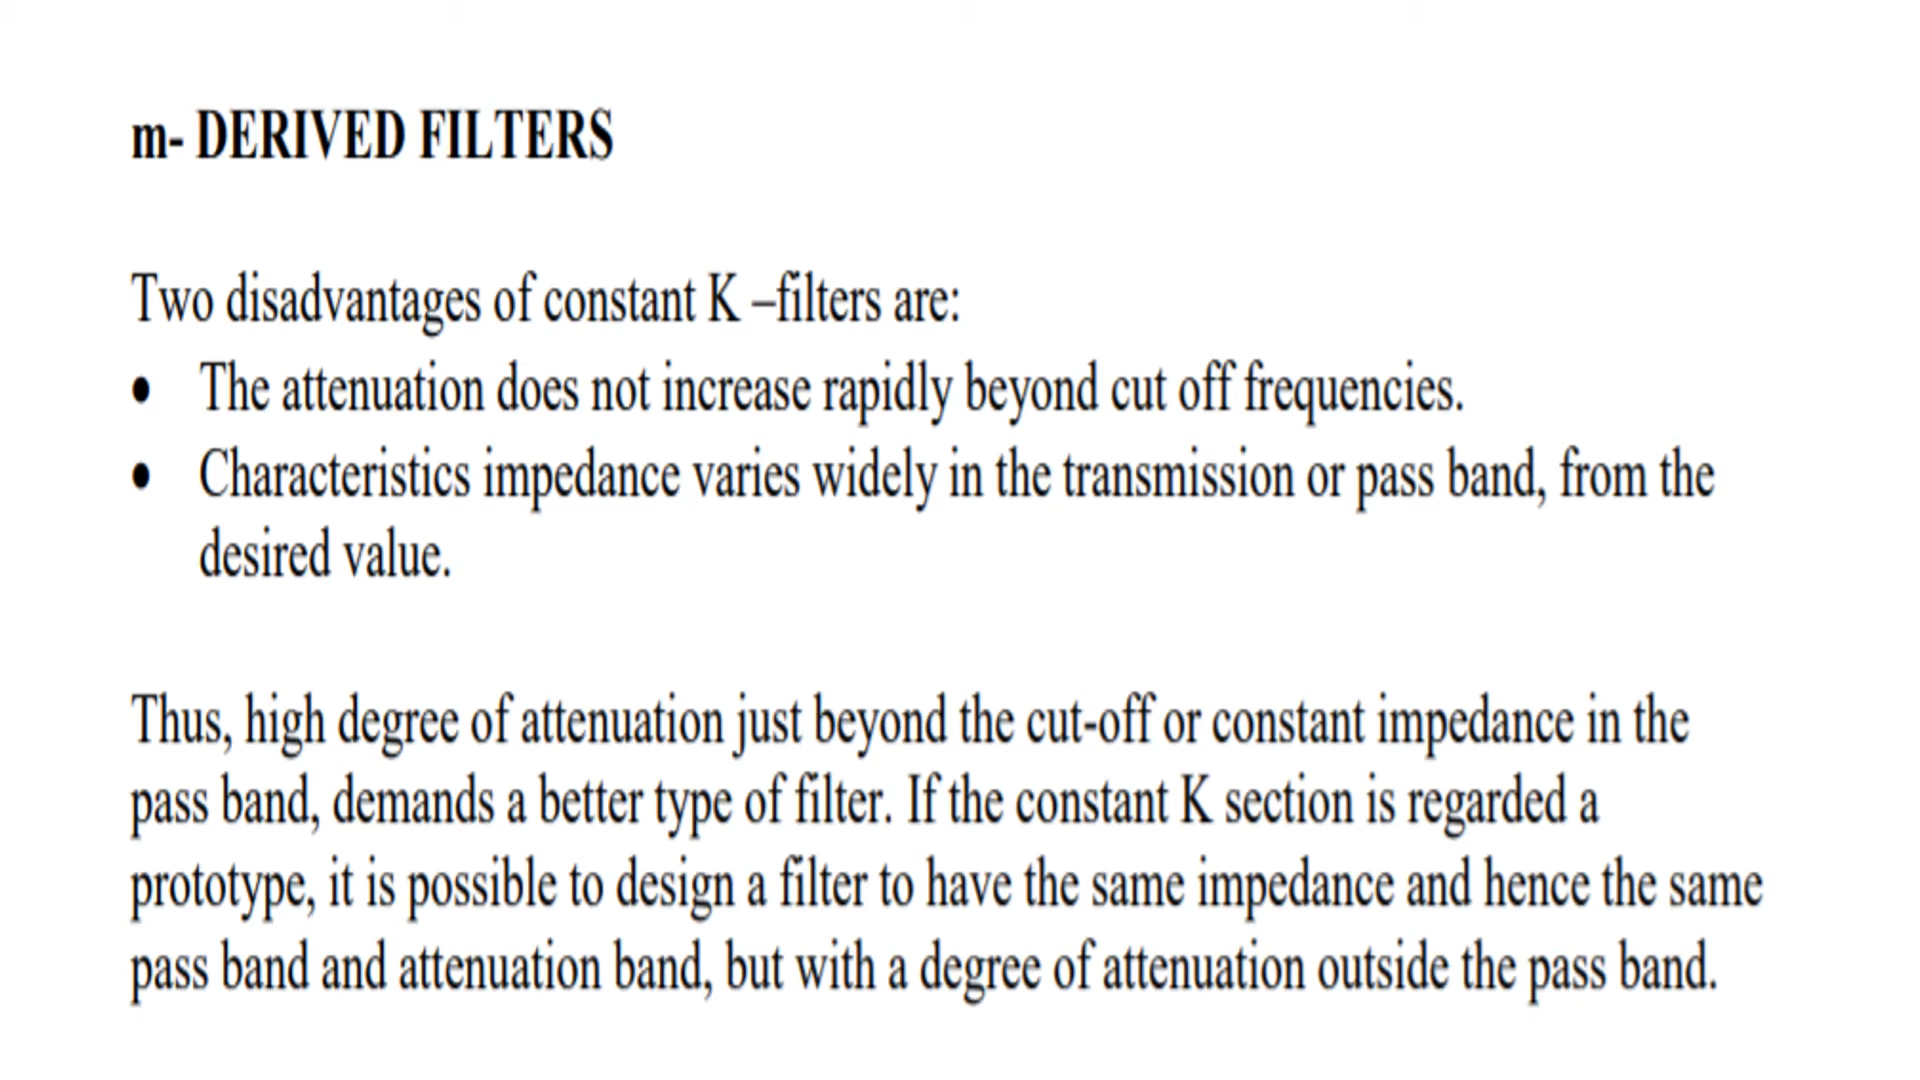 m- DERIVED FILTERS
Two disadvantages of constant K –filters are:
● The attenuation does not increase rapidly beyond cut off frequencies.
● Characteristics impedance varies widely in the transmission or pass band, from the
desired value.
Thus, high degree of attenuation just beyond the cut-off or constant impedance in the
pass band, demands a better type of filter. If the constant K section is regarded a
prototype, it is possible to design a filter to have the same impedance and hence the same
pass band and attenuation band, but with a degree of attenuation outside the pass band.